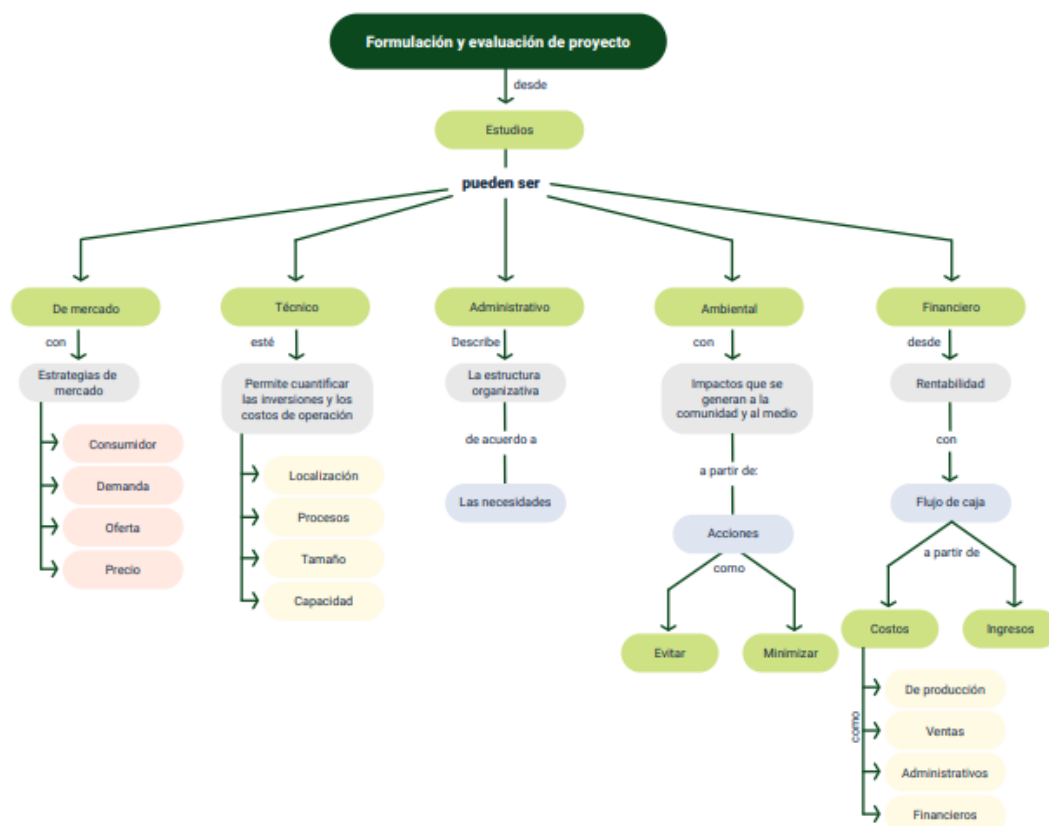 Formulación y evaluación de proyecto
desde
Estudios
pueden ser
De mercado
con
Estrategias de
mercado
Consumidor
Demanda
Oferta
Precio
Técnico
esté
Permite cuantificar
las inversiones y los
costos de operación
Localización
Procesos
Tamaño
Capacidad
Administrativo
Describe
La estructura
organizativa
de acuerdo a
Las necesidades
Ambiental
con
Impactos que se
generan a la
comunidad y al medio
a partir de:
Acciones
como
Evitar
Minimizar
Financiero
desde
Rentabilidad
con
Flujo de caja
a partir de
Costos
Ingresos
como
De producción
Ventas
Administrativos
Financieros